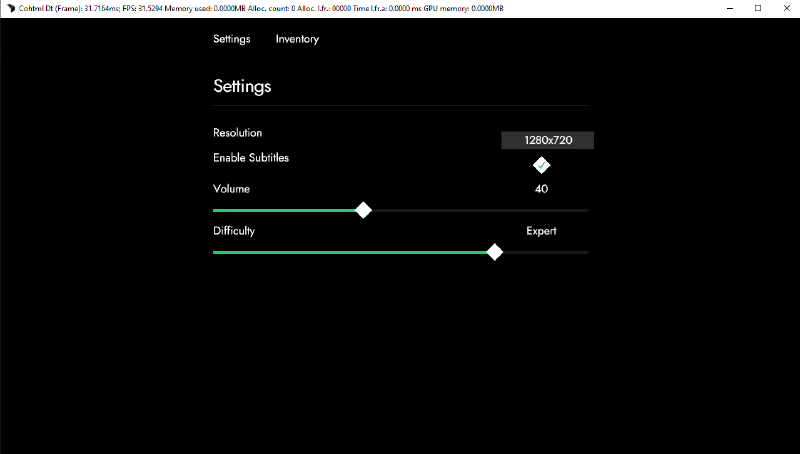 Cohtml Dt (Frame): 31.7164ms; FPS: 31.5294 Memory used: 0.0000MB Alloc. count: 0 Alloc. l.fr.: 00000 Time l.fr.a: 0.0000 ms GPU memory: 0.0000MB
Settings Inventory
Settings
Resolution 1280x720
Enable Subtitles
Volume 40
Difficulty Expert